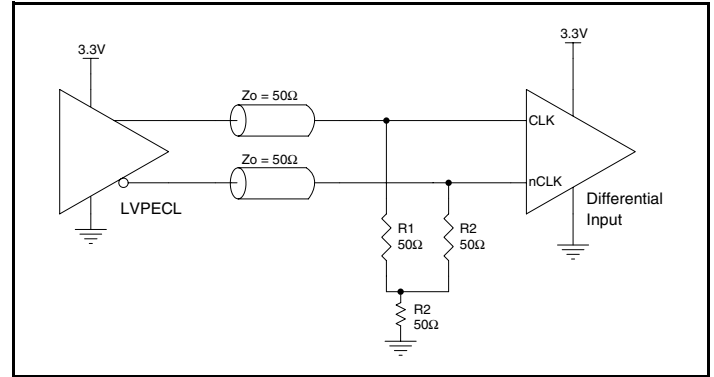 3.3V
3.3V
Zo = 50Ω
CLK
Zo = 50Ω
nCLK
LVPECL
Differential
Input
R1
50Ω
R2
50Ω
R2
50Ω